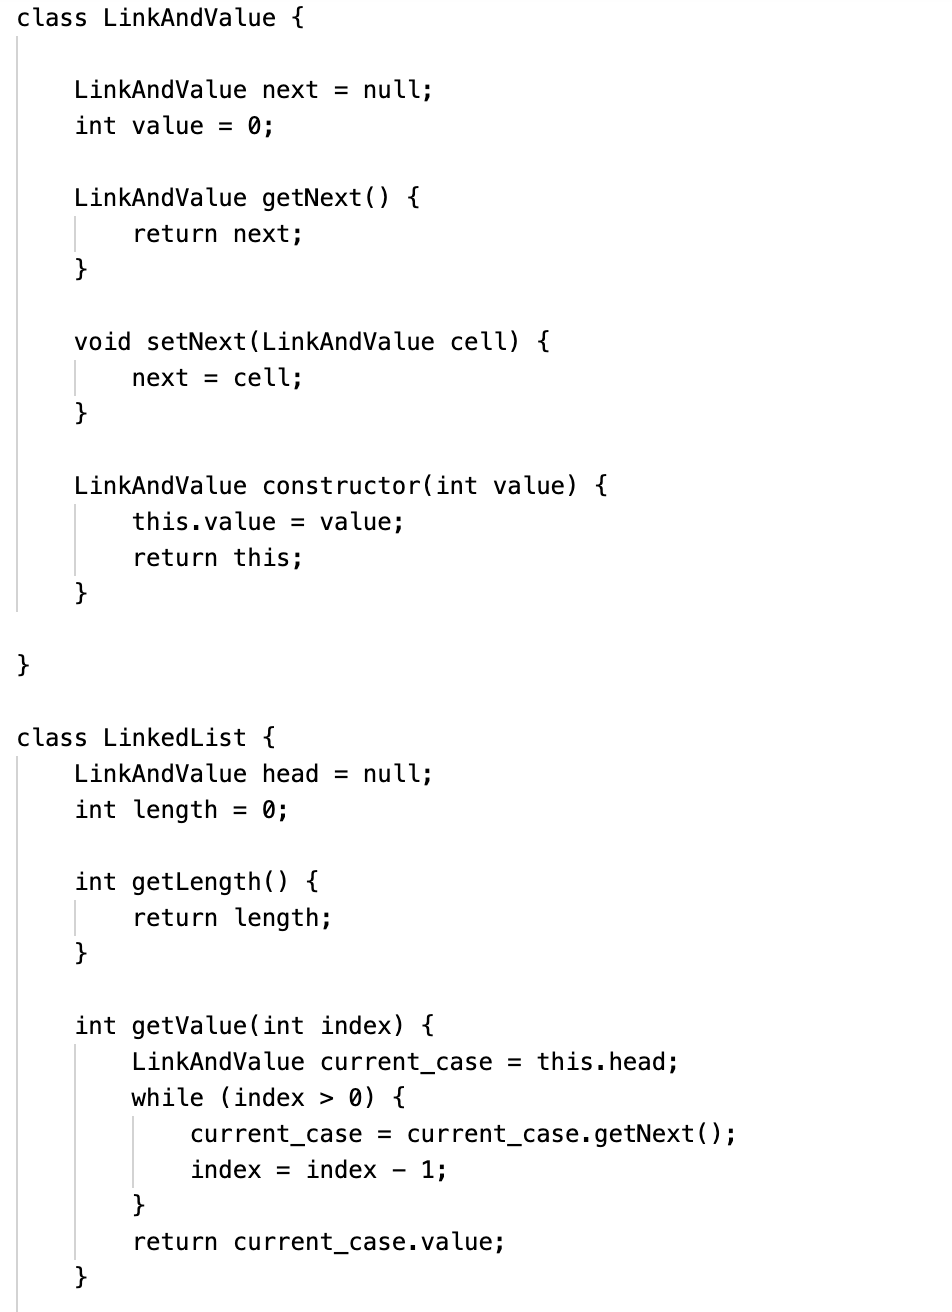 class LinkAndValue {
    LinkAndValue next = null;
    int value = 0;
    LinkAndValue getNext() {
        return next;
    }
    void setNext(LinkAndValue cell) {
        next = cell;
    }
    LinkAndValue constructor(int value) {
        this.value = value;
        return this;
    }
}
class LinkedList {
    LinkAndValue head = null;
    int length = 0;
    int getLength() {
        return length;
    }
    int getValue(int index) {
        LinkAndValue current_case = this.head;
        while (index > 0) {
            current_case = current_case.getNext();
            index = index - 1;
        }
        return current_case.value;
    }